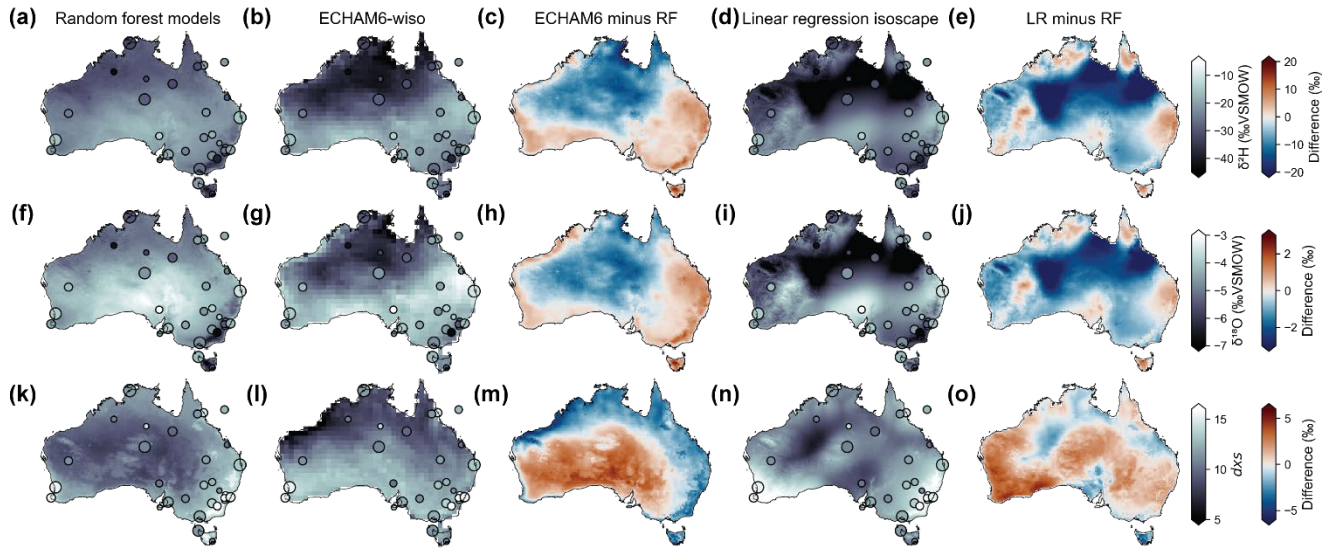 (a) Random forest models (b) ECHAM6-wiso (c) ECHAM6 minus RF (d) Linear regression isoscape (e) LR minus RF
−10
−20
−30
−40
δ²H (‰VSMOW)
20
10
0
−10
−20
Difference (‰)
(f) (g) (h) (i) (j)
−3
−4
−5
−6
−7
δ¹⁸O (‰VSMOW)
2
0
−2
Difference (‰)
(k) (l) (m) (n) (o)
15
10
5
dxs
5
0
−5
Difference (‰)